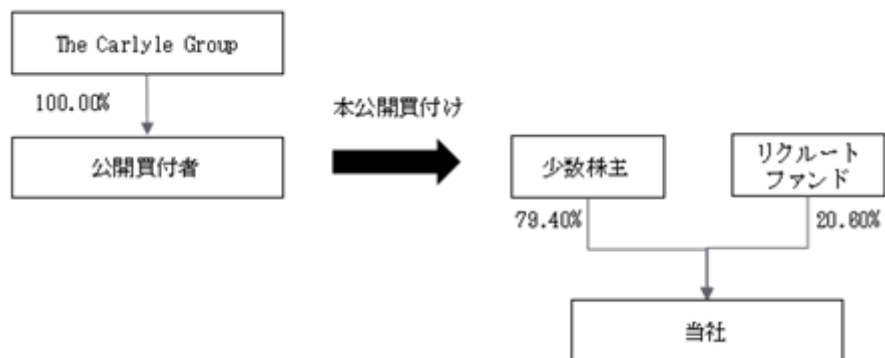 The Carlyle Group
100.00%
公開買付者
本公開買付け
少数株主
リクルート
ファンド
79.40%
20.60%
当社